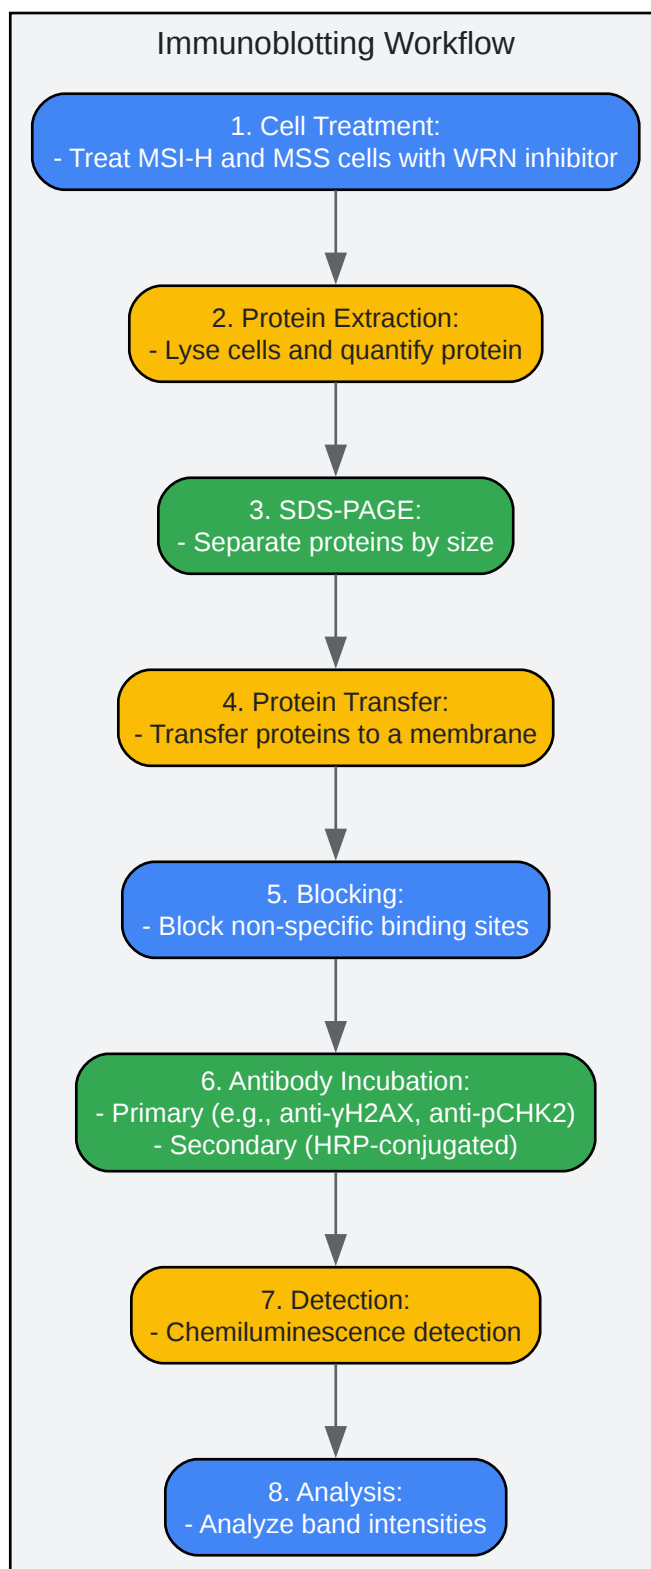 Immunoblotting Workflow
1. Cell Treatment:
- Treat MSI-H and MSS cells with WRN inhibitor
2. Protein Extraction:
- Lyse cells and quantify protein
3. SDS-PAGE:
- Separate proteins by size
4. Protein Transfer:
- Transfer proteins to a membrane
5. Blocking:
- Block non-specific binding sites
6. Antibody Incubation:
- Primary (e.g., anti-γH2AX, anti-pCHK2)
- Secondary (HRP-conjugated)
7. Detection:
- Chemiluminescence detection
8. Analysis:
- Analyze band intensities